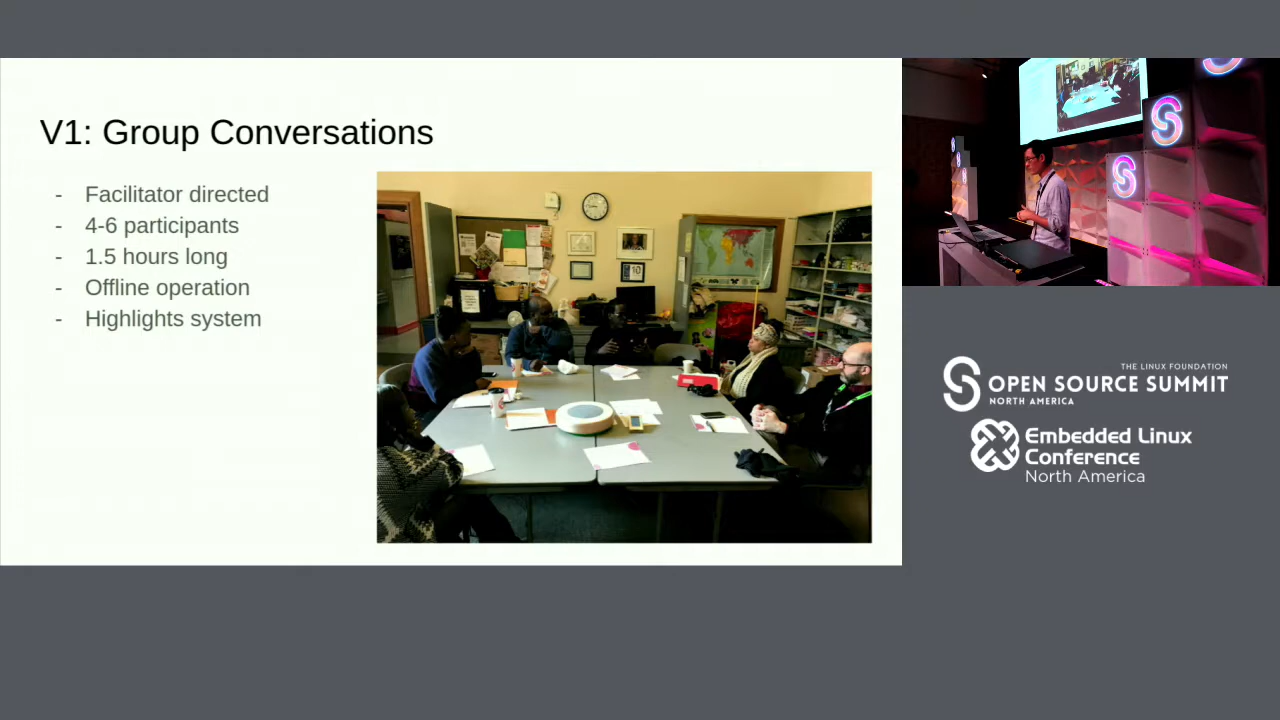 V1: Group Conversations
- Facilitator directed
- 4-6 participants
- 1.5 hours long
- Offline operation
- Highlights system
THE LINUX FOUNDATION
OPEN SOURCE SUMMIT
NORTH AMERICA
Embedded Linux
Conference
North America